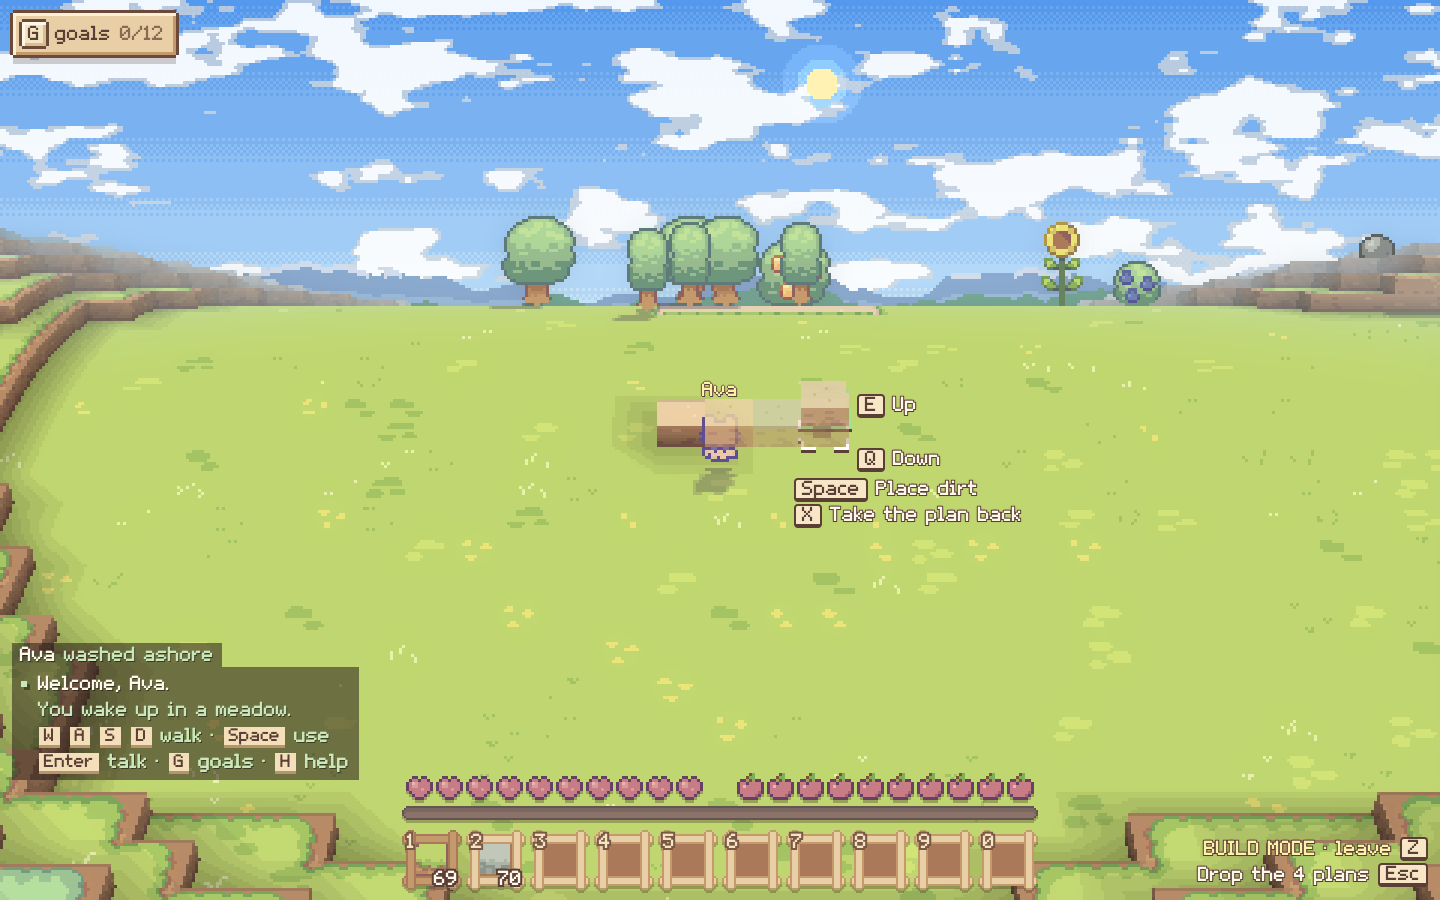 G goals 0/12
Ava
E Up
Q Down
Space Place dirt
X Take the plan back
Ava washed ashore
Welcome, Ava.
You wake up in a meadow.
W A S D walk · Space use
Enter talk · G goals · H help
1 2 3 4 5 6 7 8 9 0
69 70
BUILD MODE · leave Z
Drop the 4 plans Esc